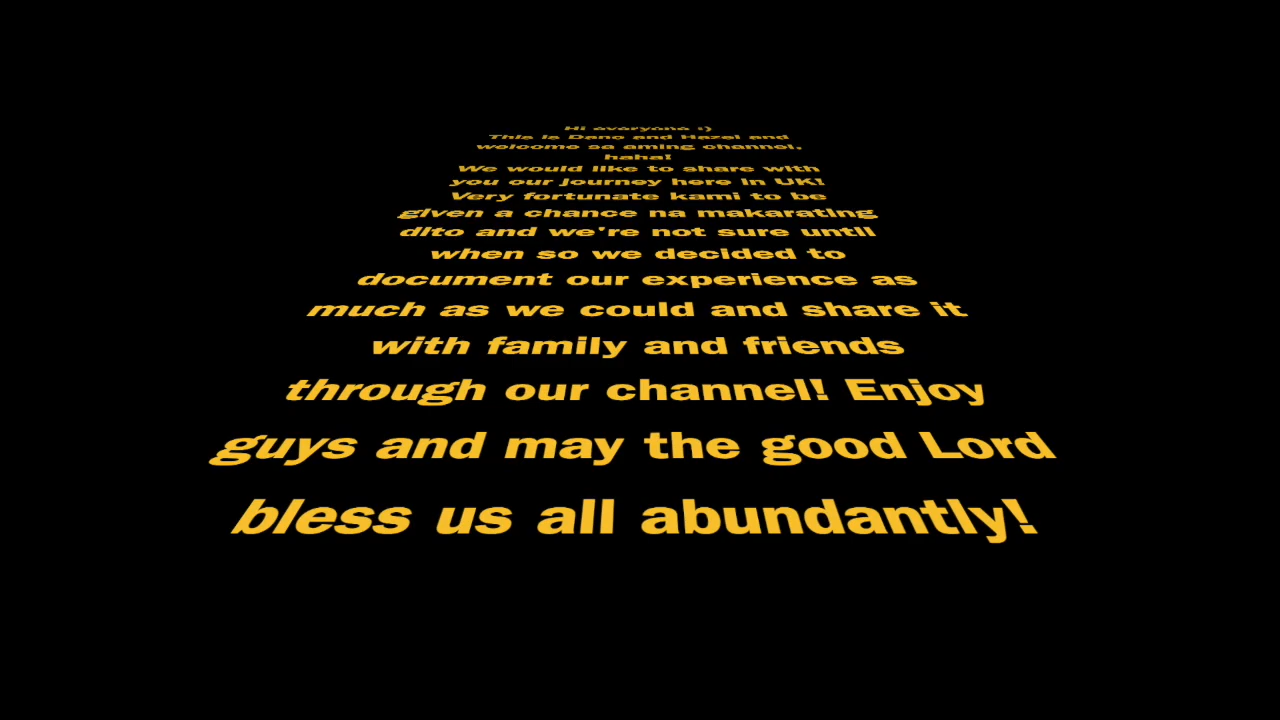 Hi everyone :)
This is Dano and Hazel and
welcome sa aming channel,
haha!
We would like to share with
you our journey here in UK!
Very fortunate kami to be
given a chance na makarating
dito and we're not sure until
when so we decided to
document our experience as
much as we could and share it
with family and friends
through our channel! Enjoy
guys and may the good Lord
bless us all abundantly!